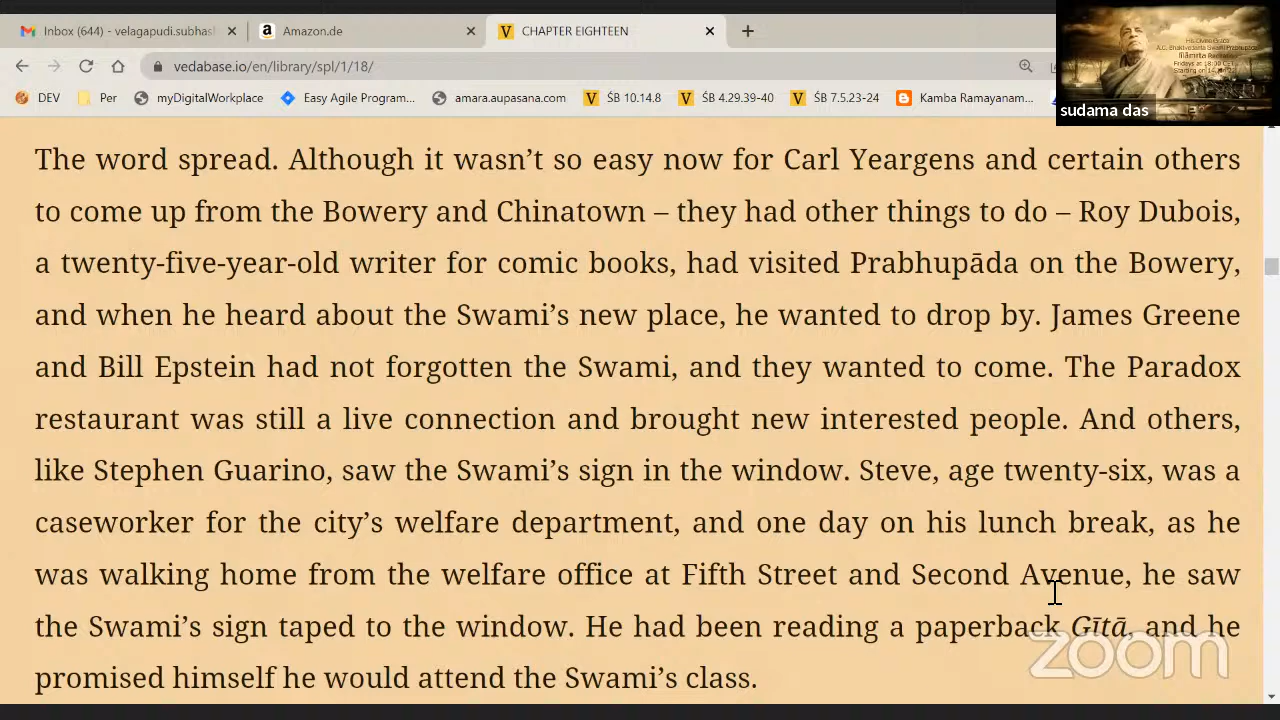 Inbox (644) - velagapudi.subhas
Amazon.de
CHAPTER EIGHTEEN
vedabase.io/en/library/spl/1/18/
DEV
Per
myDigitalWorkplace
Easy Agile Program...
amara.aupasana.co...
ŚB 10.14.8
ŚB 4.29.39-40
ŚB 7.5.23-24
Kamba Ramayanam...
His Divine Grace
A.C. Bhaktivedanta Swami Prabhupada
sudama das
The word spread. Although it wasn’t so easy now for Carl Yeargens and certain others
to come up from the Bowery and Chinatown – they had other things to do – Roy Dubois,
a twenty-five-year-old writer for comic books, had visited Prabhupāda on the Bowery,
and when he heard about the Swami’s new place, he wanted to drop by. James Greene
and Bill Epstein had not forgotten the Swami, and they wanted to come. The Paradox
restaurant was still a live connection and brought new interested people. And others,
like Stephen Guarino, saw the Swami’s sign in the window. Steve, age twenty-six, was a
caseworker for the city’s welfare department, and one day on his lunch break, as he
was walking home from the welfare office at Fifth Street and Second Avenue, he saw
the Swami’s sign taped to the window. He had been reading a paperback Gītā, and he
promised himself he would attend the Swami’s class.
zoom